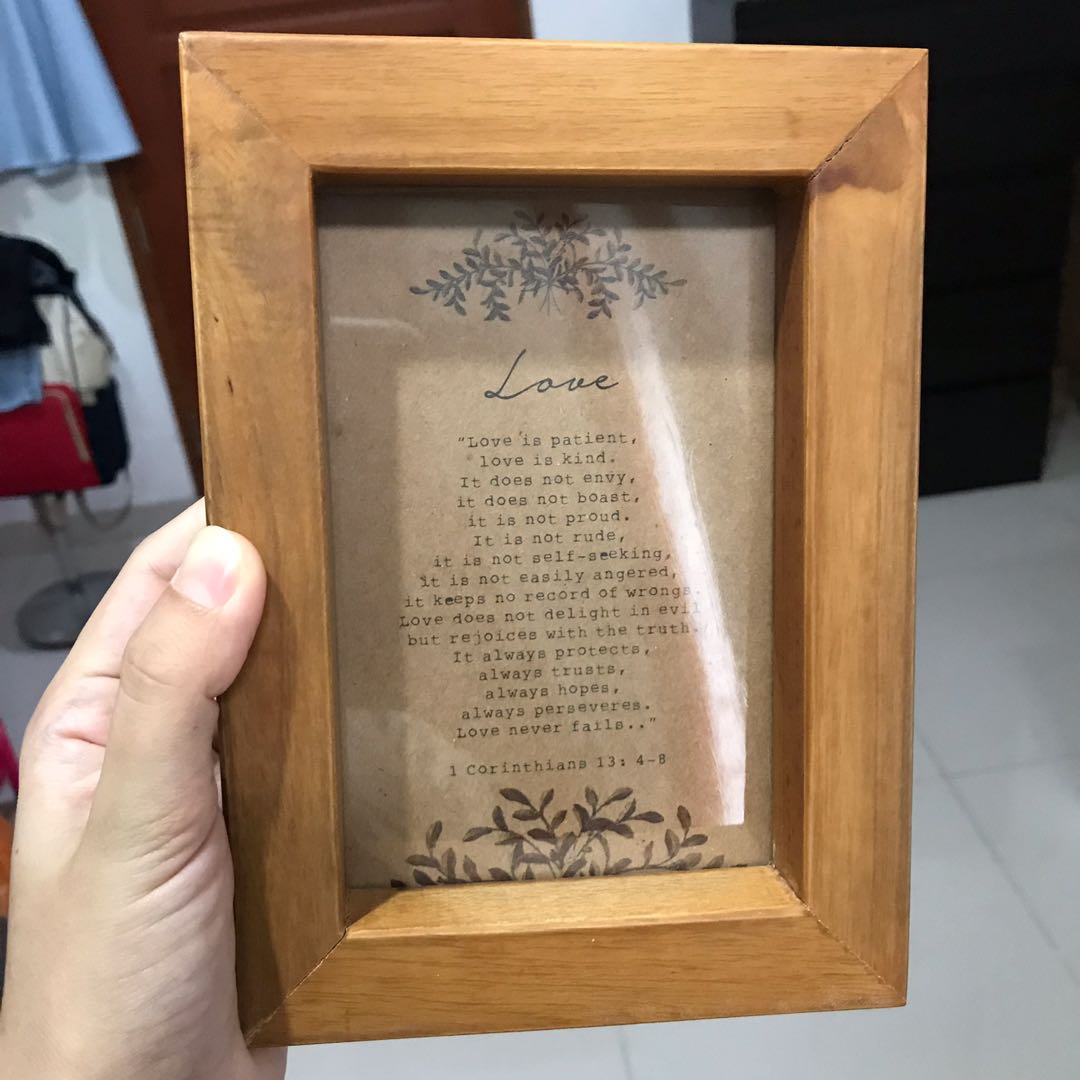 Love
"Love is patient,
love is kind.
It does not envy,
it does not boast,
it is not proud.
It is not rude,
it is not self-seeking,
it is not easily angered,
it keeps no record of wrongs.
Love does not delight in evil
but rejoices with the truth.
It always protects,
always trusts,
always hopes,
always perseveres.
Love never fails.."
1 Corinthians 13: 4-8